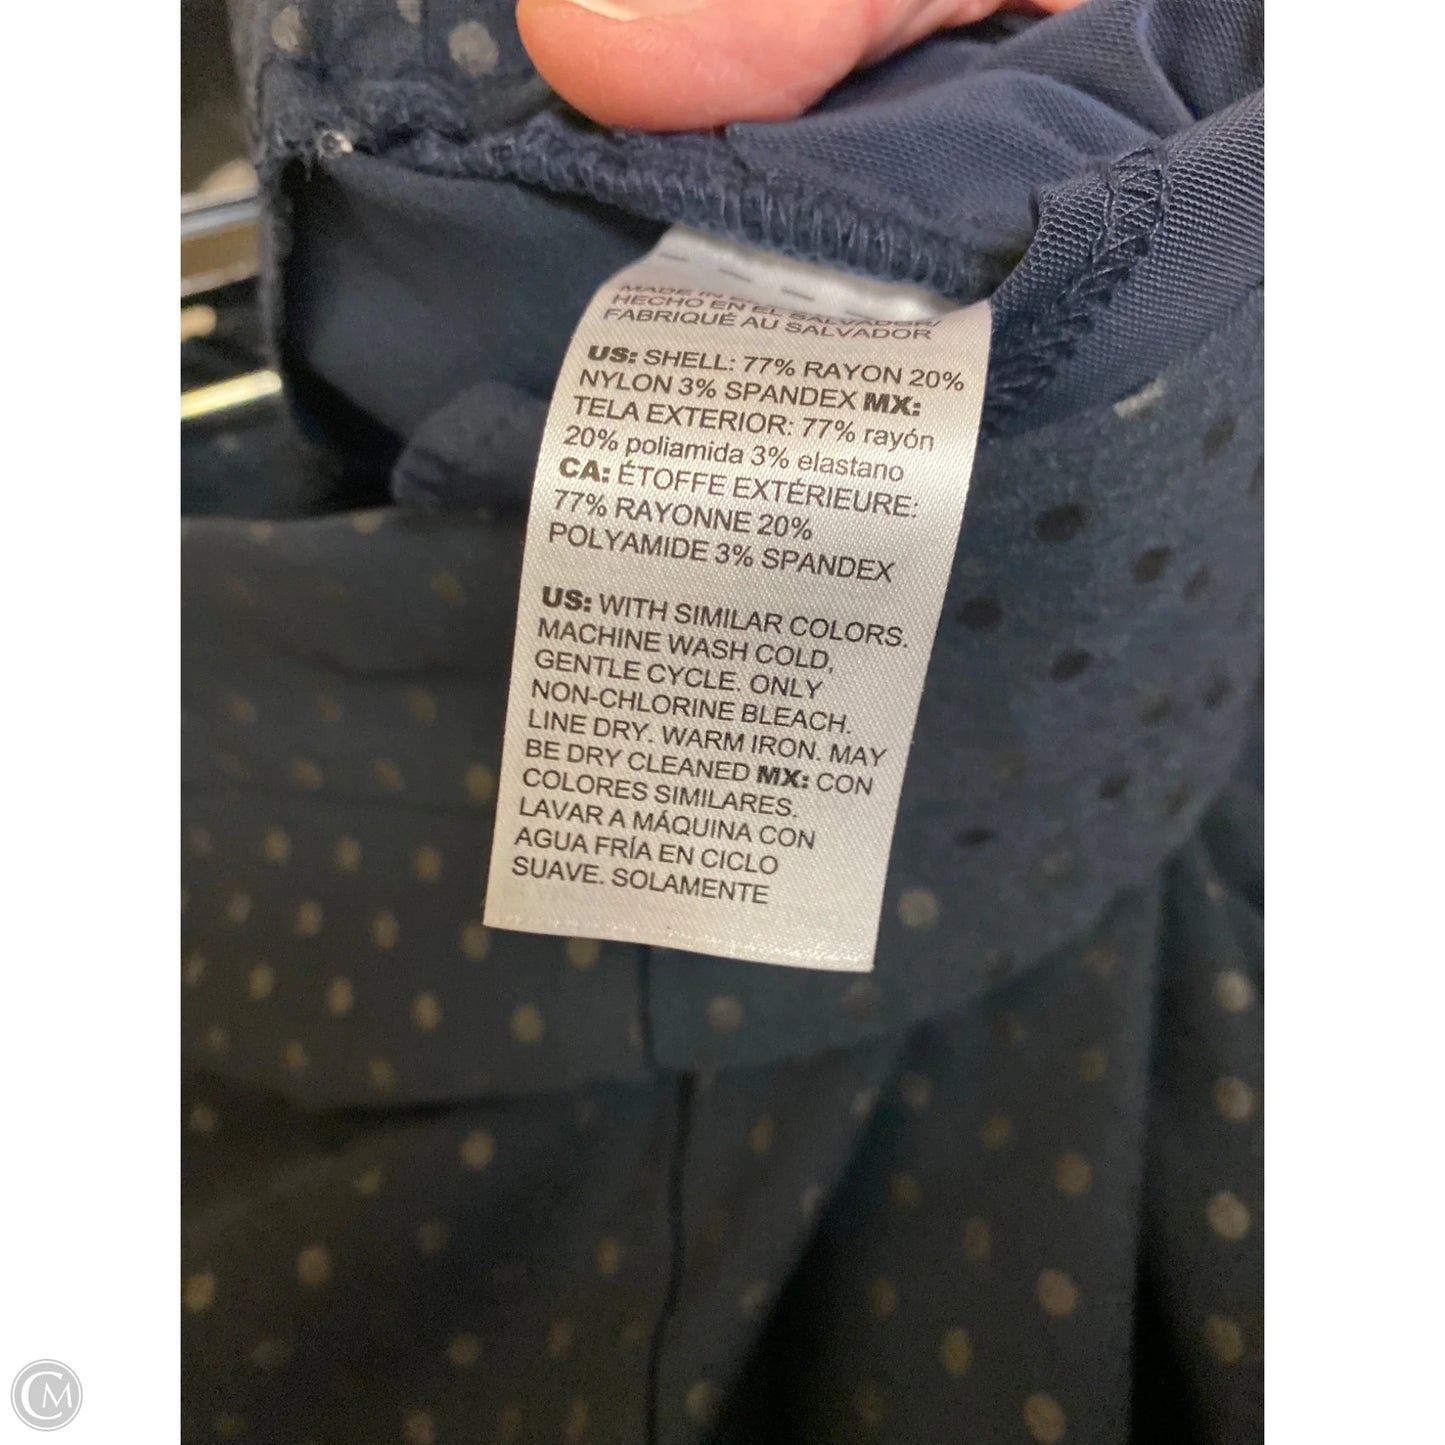 MADE IN
HECHO EN EL SALVADOR/
FABRIQUÉ AU SALVADOR
US: SHELL: 77% RAYON 20%
NYLON 3% SPANDEX MX:
TELA EXTERIOR: 77% rayón
20% poliamida 3% elastano
CA: ÉTOFFE EXTÉRIEURE:
77% RAYONNE 20%
POLYAMIDE 3% SPANDEX
US: WITH SIMILAR COLORS.
MACHINE WASH COLD,
GENTLE CYCLE. ONLY
NON-CHLORINE BLEACH.
LINE DRY. WARM IRON. MAY
BE DRY CLEANED MX: CON
COLORES SIMILARES.
LAVAR A MÁQUINA CON
AGUA FRÍA EN CICLO
SUAVE. SOLAMENTE
CM